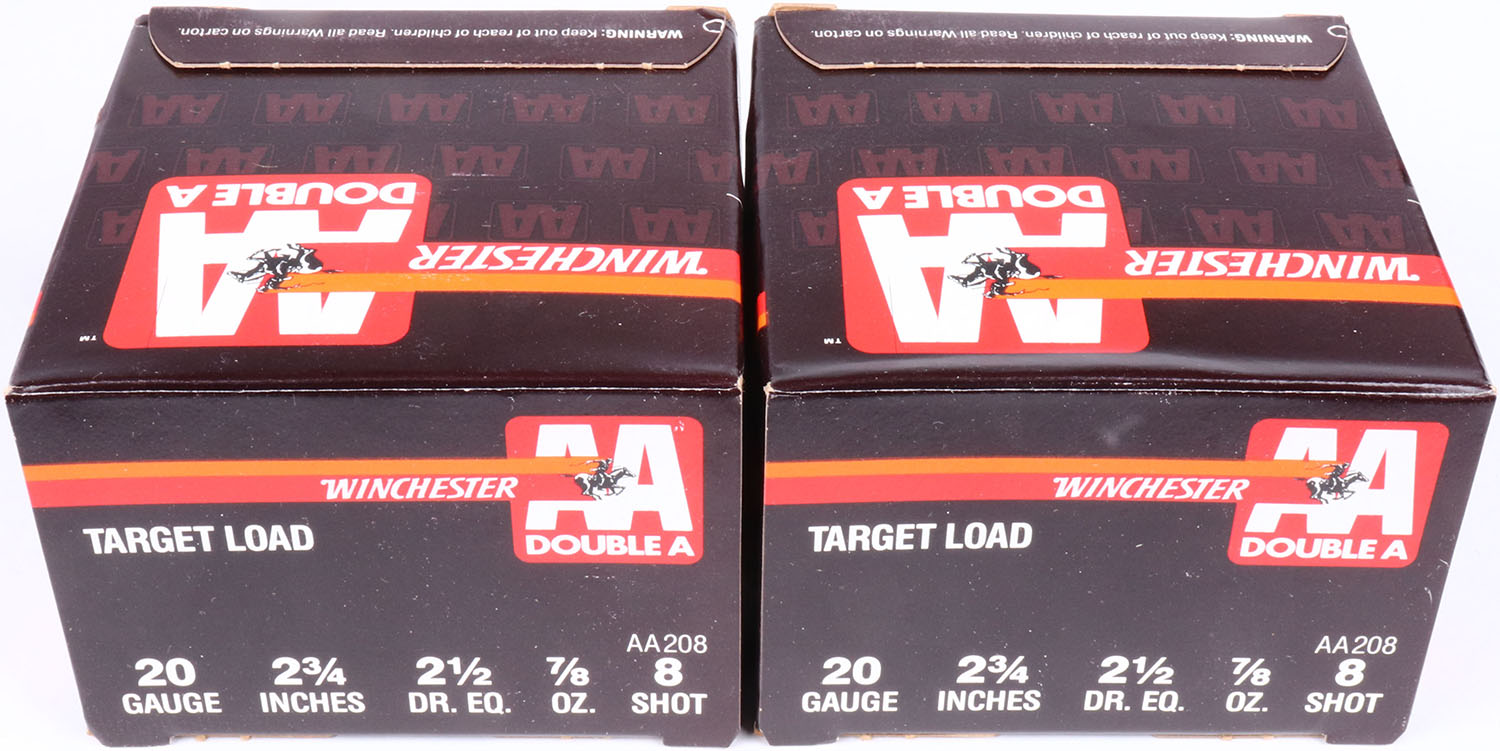 WARNING: Keep out of reach of children. Read all Warnings on carton.
AA
DOUBLE A
WINCHESTER
TM
WINCHESTER
AA
DOUBLE A
TARGET LOAD
AA208
20 2¾ 2½ ⅞ 8
GAUGE INCHES DR. EQ. OZ. SHOT
WARNING: Keep out of reach of children. Read all Warnings on carton.
AA
DOUBLE A
WINCHESTER
TM
WINCHESTER
AA
DOUBLE A
TARGET LOAD
AA208
20 2¾ 2½ ⅞ 8
GAUGE INCHES DR. EQ. OZ. SHOT